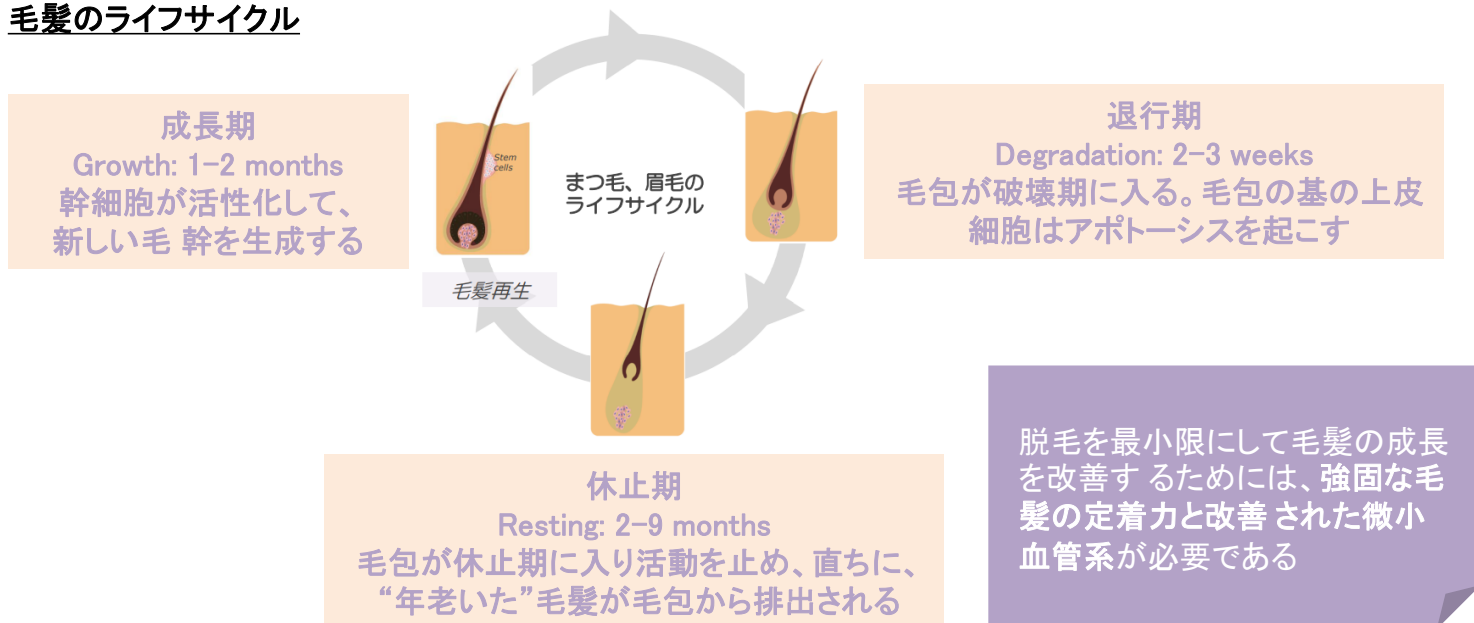 毛髪のライフサイクル
成長期
Growth: 1-2 months
幹細胞が活性化して、
新しい毛 幹を生成する
Stem
cells
まつ毛、眉毛の
ライフサイクル
退行期
Degradation: 2-3 weeks
毛包が破壊期に入る。毛包の基の上皮
細胞はアポトーシスを起こす
毛髪再生
休止期
Resting: 2-9 months
毛包が休止期に入り活動を止め、直ちに、
“年老いた”毛髪が毛包から排出される
脱毛を最小限にして毛髪の成長
を改善す るためには、強固な毛
髪の定着力と改善 された微小
血管系が必要である